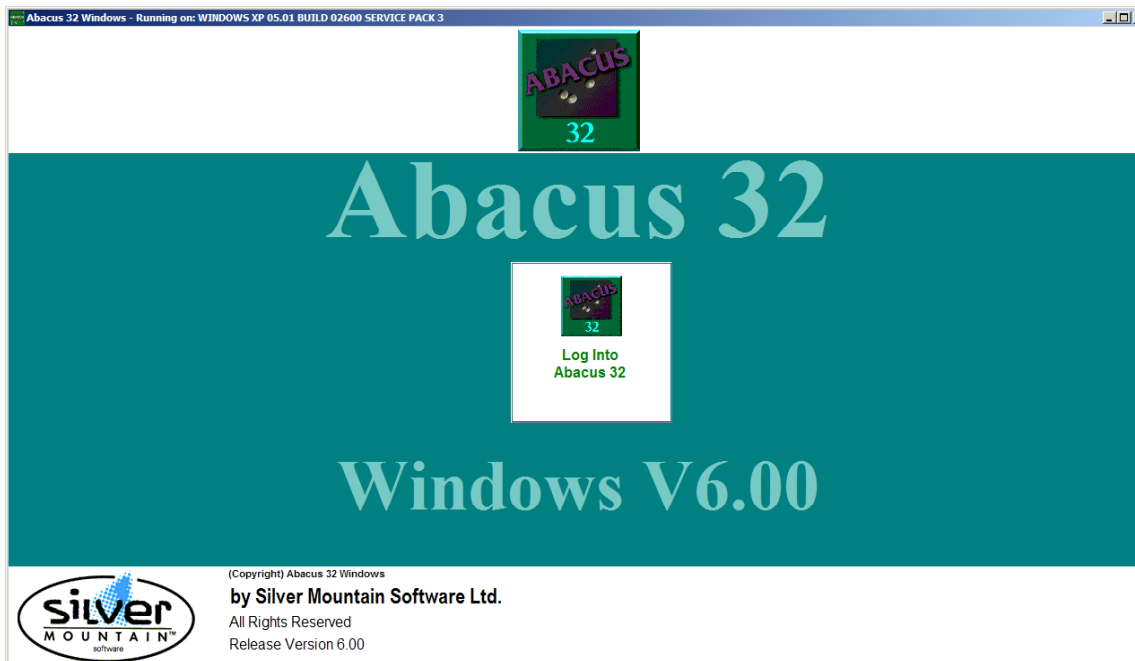 Abacus 32 Windows - Running on: WINDOWS XP 05.01 BUILD 02600 SERVICE PACK 3
ABACUS
32
Abacus 32
ABACUS
32
Log Into
Abacus 32
Windows V6.00
(Copyright) Abacus 32 Windows
by Silver Mountain Software Ltd.
All Rights Reserved
Release Version 6.00
silver
MOUNTAIN™
software